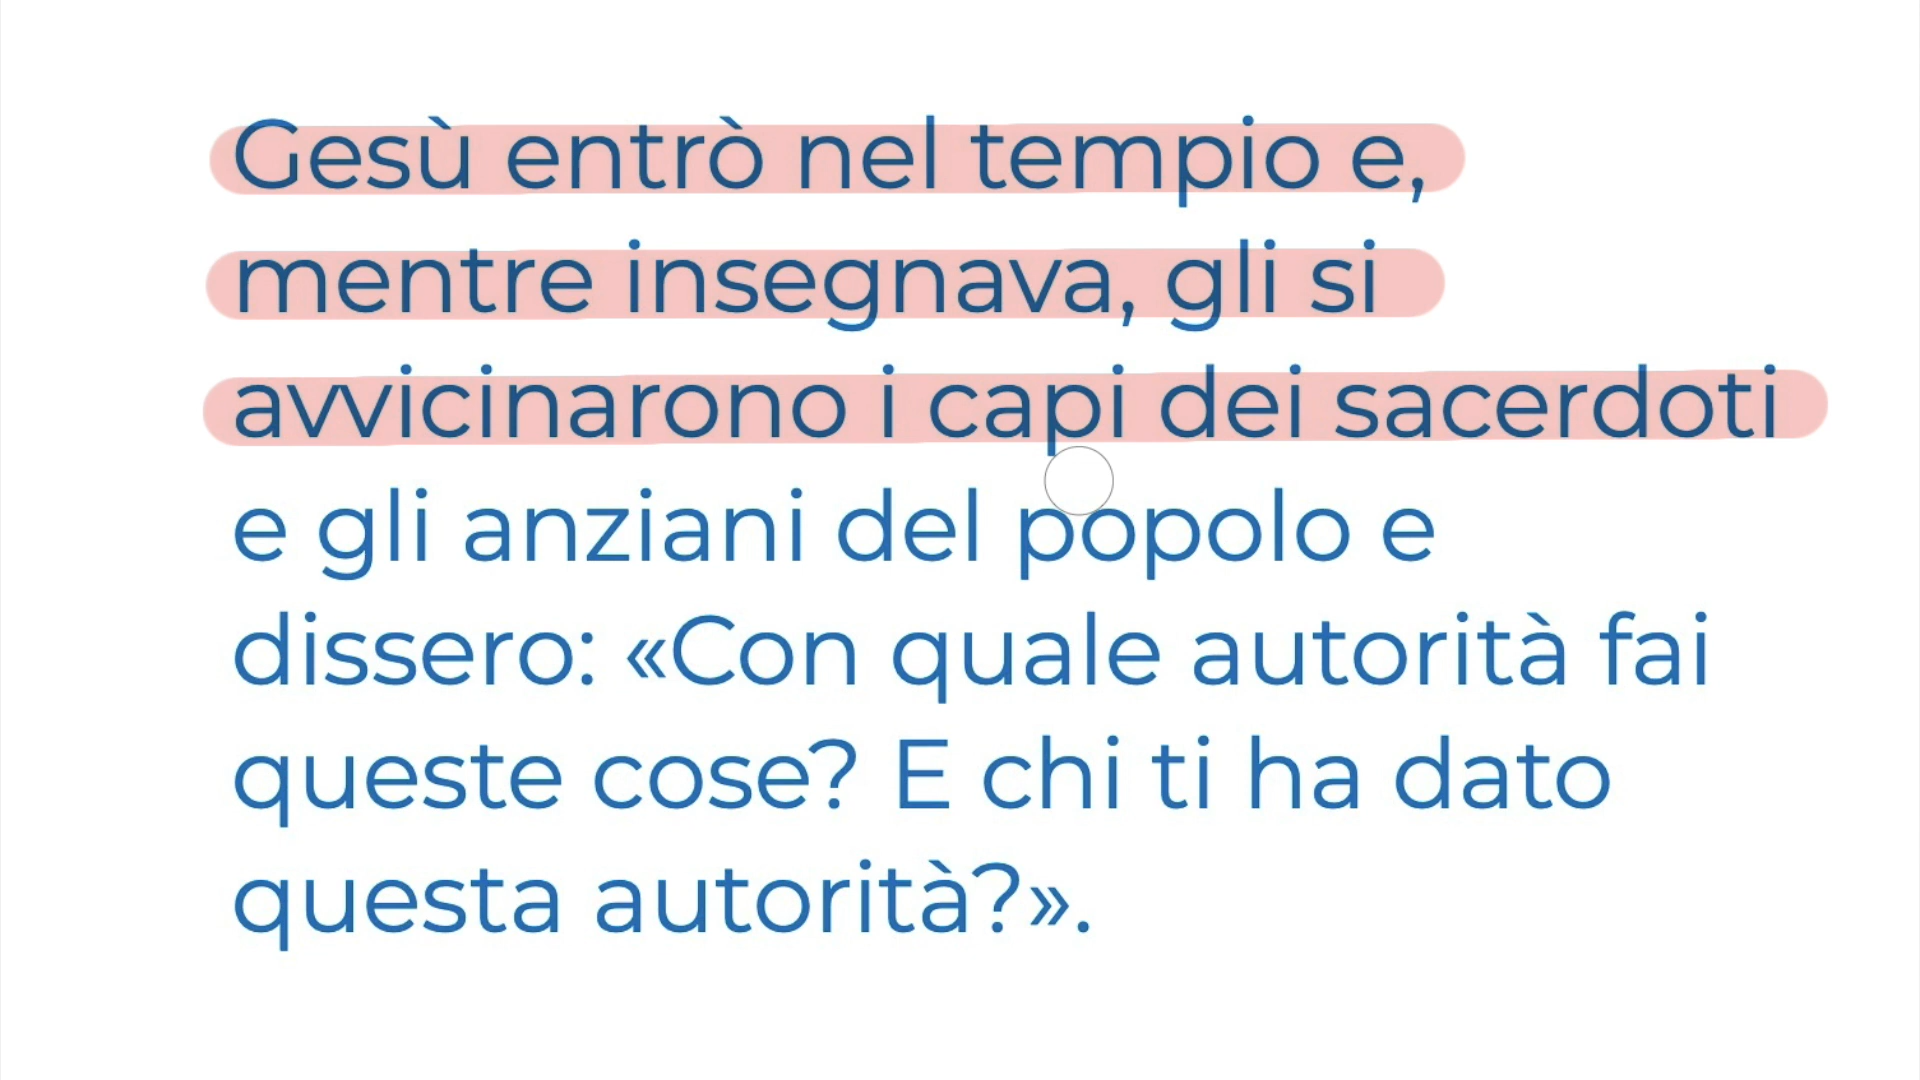 Gesù entrò nel tempio e,
mentre insegnava, gli si
avvicinarono i capi dei sacerdoti
e gli anziani del popolo e
dissero: «Con quale autorità fai
queste cose? E chi ti ha dato
questa autorità?».